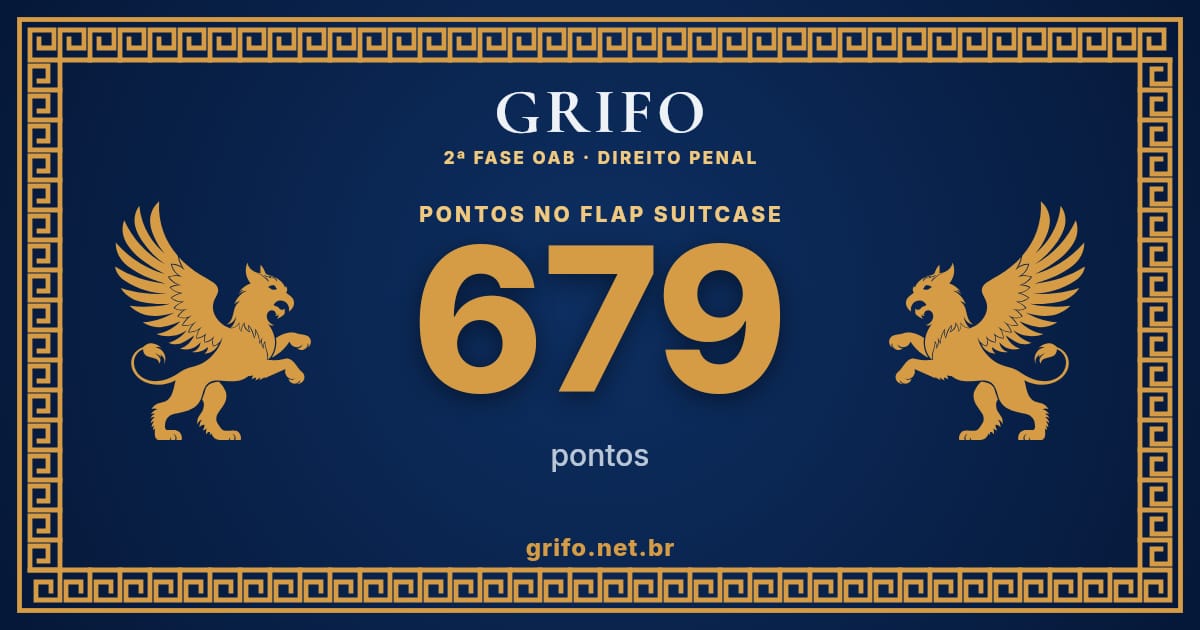 GRIFO
2ª FASE OAB · DIREITO PENAL
PONTOS NO FLAP SUITCASE
679
pontos
grifo.net.br